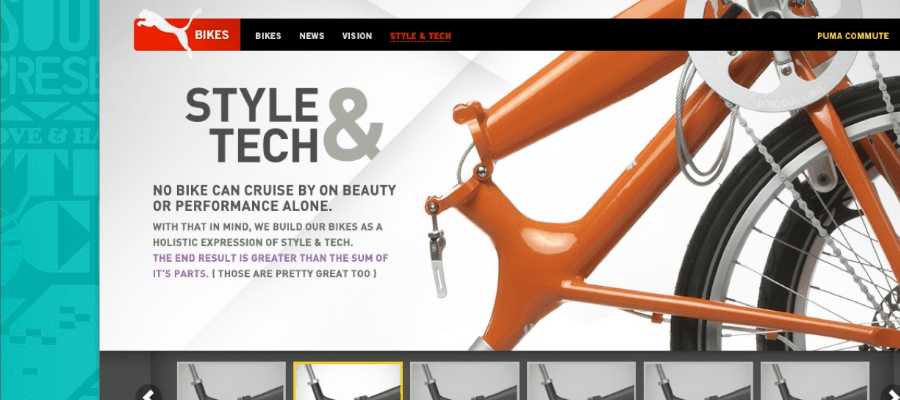 BIKES
BIKES NEWS VISION STYLE & TECH
PUMA COMMUTE
STYLE &
TECH
NO BIKE CAN CRUISE BY ON BEAUTY
OR PERFORMANCE ALONE.
WITH THAT IN MIND, WE BUILD OUR BIKES AS A
HOLISTIC EXPRESSION OF STYLE & TECH.
THE END RESULT IS GREATER THAN THE SUM OF
IT'S PARTS. ( THOSE ARE PRETTY GREAT TOO )